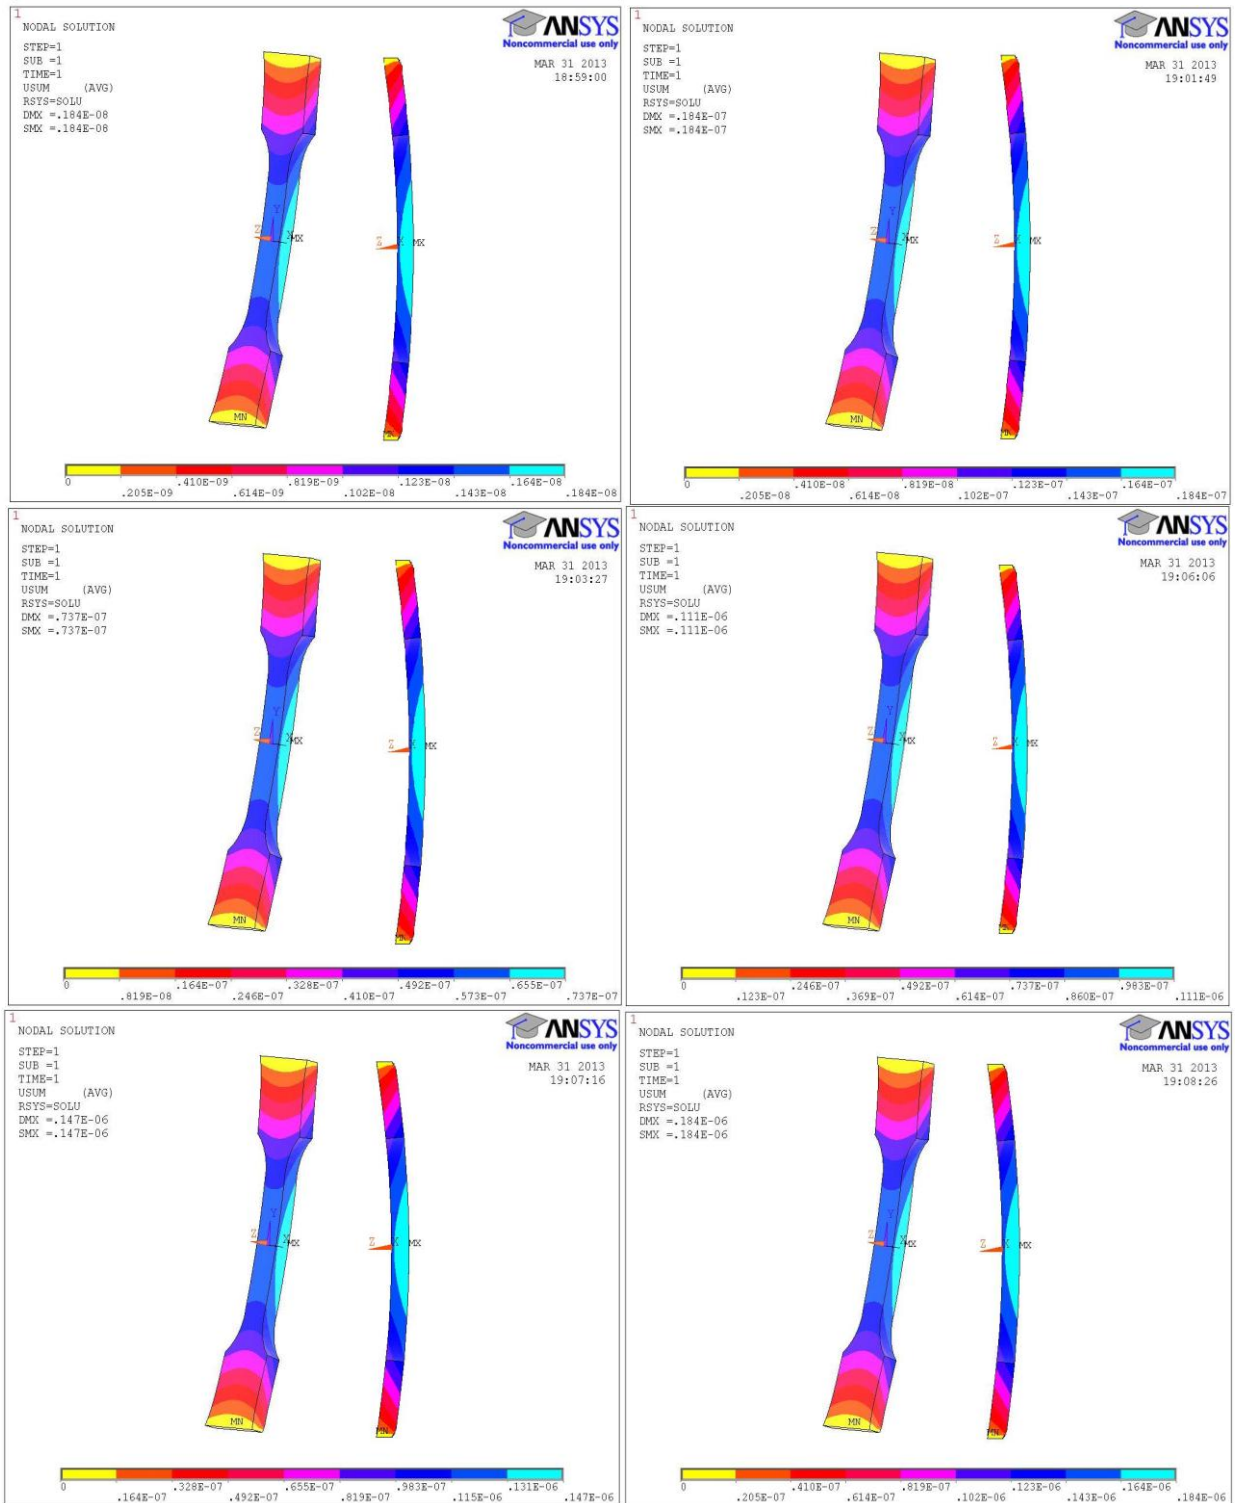 1
NODAL SOLUTION
STEP=1
SUB =1
TIME=1
USUM (AVG)
RSYS=SOLU
DMX =.184E-08
SMX =.184E-08
ANSYS
Noncommercial use only
MAR 31 2013
18:59:00
Y
Z X MX
MN
Z X MX
MN
0 .205E-09 .410E-09 .614E-09 .819E-09 .102E-08 .123E-08 .143E-08 .164E-08 .184E-08
1
NODAL SOLUTION
STEP=1
SUB =1
TIME=1
USUM (AVG)
RSYS=SOLU
DMX =.184E-07
SMX =.184E-07
ANSYS
Noncommercial use only
MAR 31 2013
19:01:49
Y
Z X MX
MN
Z X MX
MN
0 .205E-08 .410E-08 .614E-08 .819E-08 .102E-07 .123E-07 .143E-07 .164E-07 .184E-07
1
NODAL SOLUTION
STEP=1
SUB =1
TIME=1
USUM (AVG)
RSYS=SOLU
DMX =.737E-07
SMX =.737E-07
ANSYS
Noncommercial use only
MAR 31 2013
19:03:27
Y
Z X MX
MN
Z X MX
MN
0 .819E-08 .164E-07 .246E-07 .328E-07 .410E-07 .492E-07 .573E-07 .655E-07 .737E-07
1
NODAL SOLUTION
STEP=1
SUB =1
TIME=1
USUM (AVG)
RSYS=SOLU
DMX =.111E-06
SMX =.111E-06
ANSYS
Noncommercial use only
MAR 31 2013
19:06:06
Y
Z X MX
MN
Z X MX
MN
0 .123E-07 .246E-07 .369E-07 .492E-07 .614E-07 .737E-07 .860E-07 .983E-07 .111E-06
1
NODAL SOLUTION
STEP=1
SUB =1
TIME=1
USUM (AVG)
RSYS=SOLU
DMX =.147E-06
SMX =.147E-06
ANSYS
Noncommercial use only
MAR 31 2013
19:07:16
Y
Z X MX
MN
Z X MX
MN
0 .164E-07 .328E-07 .492E-07 .655E-07 .819E-07 .983E-07 .115E-06 .131E-06 .147E-06
1
NODAL SOLUTION
STEP=1
SUB =1
TIME=1
USUM (AVG)
RSYS=SOLU
DMX =.184E-06
SMX =.184E-06
ANSYS
Noncommercial use only
MAR 31 2013
19:08:26
Y
Z X MX
MN
Z X MX
MN
0 .205E-07 .410E-07 .614E-07 .819E-07 .102E-06 .123E-06 .143E-06 .164E-06 .184E-06